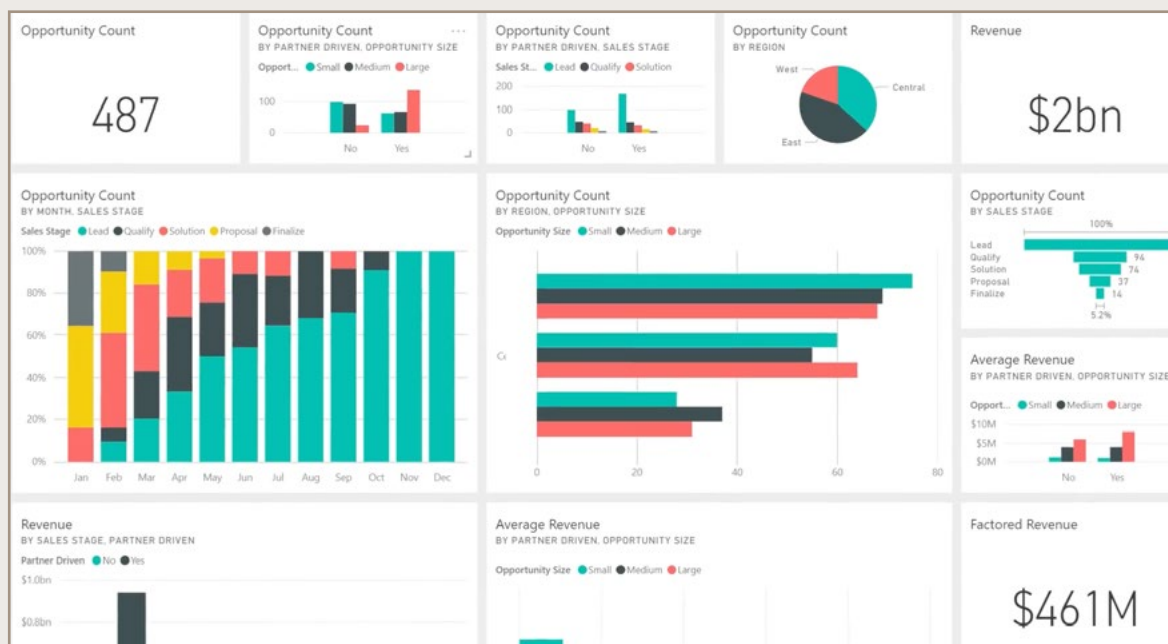 Opportunity Count
487
Opportunity Count
BY PARTNER DRIVEN, OPPORTUNITY SIZE
Opport... Small Medium Large
100
0
No Yes
Opportunity Count
BY PARTNER DRIVEN, SALES STAGE
Sales St... Lead Qualify Solution
200
100
0
No Yes
Opportunity Count
BY REGION
West
Central
East
Revenue
$2bn
Opportunity Count
BY MONTH, SALES STAGE
Sales Stage Lead Qualify Solution Proposal Finalize
100%
80%
60%
40%
20%
0%
Jan Feb Mar Apr May Jun Jul Aug Sep Oct Nov Dec
Opportunity Count
BY REGION, OPPORTUNITY SIZE
Opportunity Size Small Medium Large
0 20 40 60 80
Opportunity Count
BY SALES STAGE
100%
Lead
Qualify 94
Solution 74
Proposal 37
Finalize 14
5.2%
Average Revenue
BY PARTNER DRIVEN, OPPORTUNITY SIZE
Opport... Small Medium Large
$10M
$5M
$0M
No Yes
Revenue
BY SALES STAGE, PARTNER DRIVEN
Partner Driven No Yes
$1.0bn
$0.8bn
Average Revenue
BY PARTNER DRIVEN, OPPORTUNITY SIZE
Opportunity Size Small Medium Large
Factored Revenue
$461M